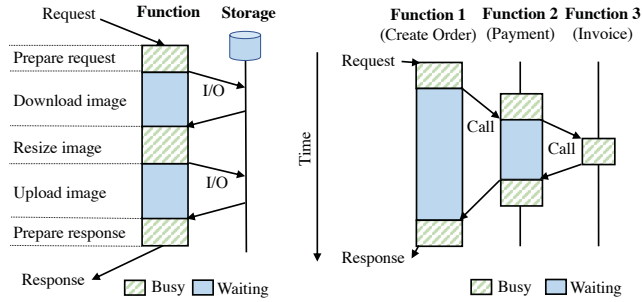 Function Storage
Request
Prepare request
I/O
Download image
Resize image
I/O
Upload image
Prepare response
Response
Busy Waiting
Time
Function 1 Function 2 Function 3
(Create Order) (Payment) (Invoice)
Request
Call
Call
Response
Busy Waiting